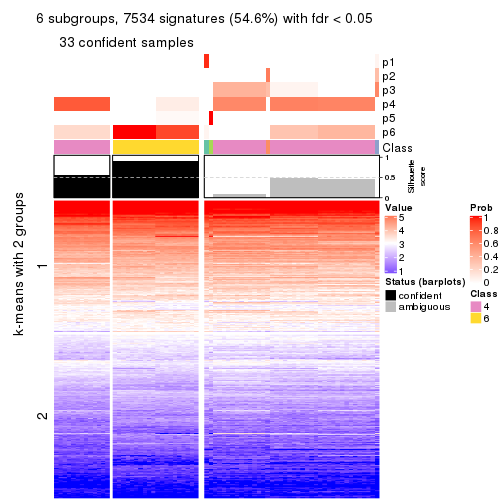 6 subgroups, 7534 signatures (54.6%) with fdr < 0.05
33 confident samples
p1
p2
p3
p4
p5
p6
Class
1
0.5
0
Silhouette
score
k-means with 2 groups
1
2
Value
5
4
3
2
1
Status (barplots)
confident
ambiguous
Prob
1
0.8
0.6
0.4
0.2
0
Class
4
6